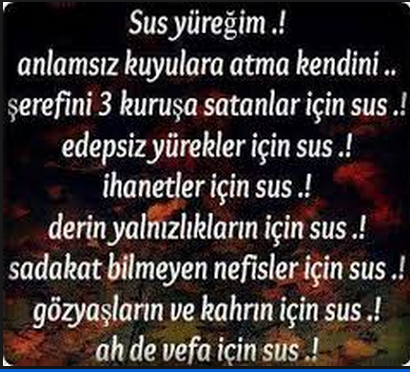 Sus yüreğim .!
anlamsız kuyulara atma kendini ..
şerefini 3 kuruşa satanlar için sus .!
edepsiz yürekler için sus .!
ihanetler için sus .!
derin yalnızlıkların için sus .!
sadakat bilmeyen nefisler için sus .!
gözyaşların ve kahrın için sus .!
ah de vefa için sus .!